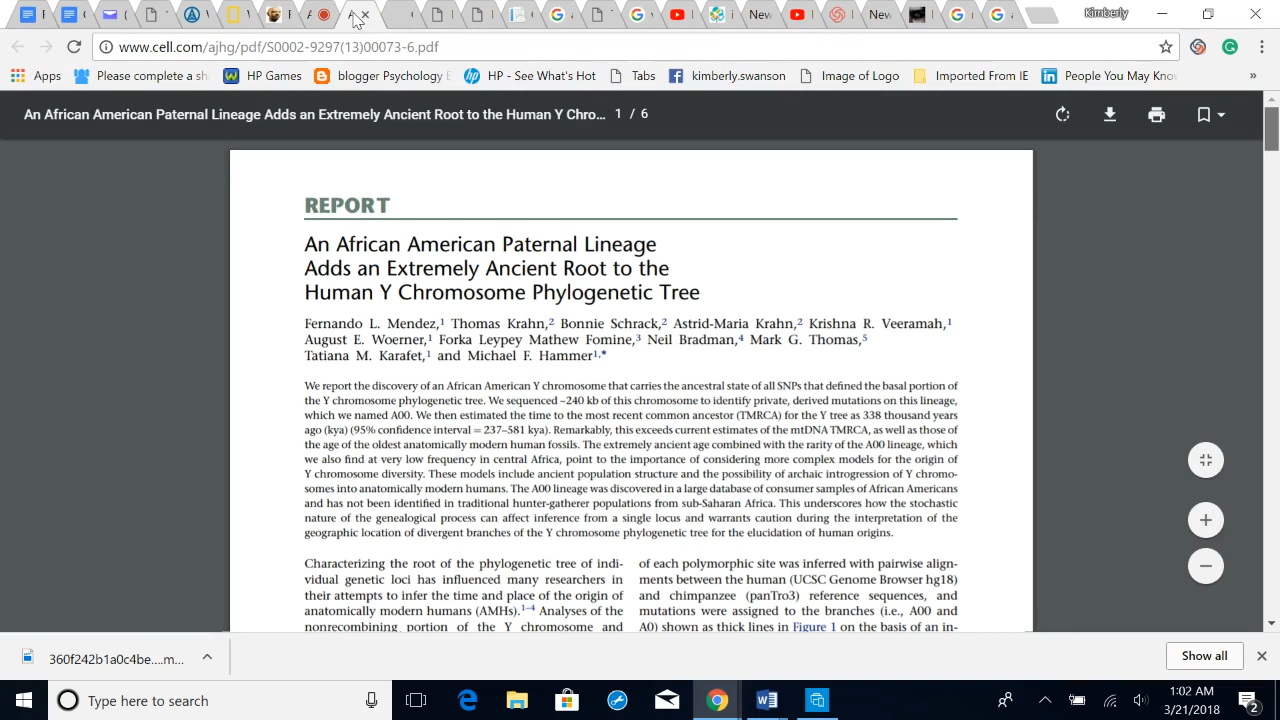 New
New
Kimberly
www.cell.com/ajhg/pdf/S0002-9297(13)00073-6.pdf
Apps
Please complete a sh
HP Games
blogger Psychology E
HP - See What's Hot
Tabs
kimberly.swanson
Image of Logo
Imported From IE
People You May Know
An African American Paternal Lineage Adds an Extremely Ancient Root to the Human Y Chro...
1 / 6
REPORT
An African American Paternal Lineage
Adds an Extremely Ancient Root to the
Human Y Chromosome Phylogenetic Tree
Fernando L. Mendez,1 Thomas Krahn,2 Bonnie Schrack,2 Astrid-Maria Krahn,2 Krishna R. Veeramah,1
August E. Woerner,1 Forka Leypey Mathew Fomine,3 Neil Bradman,4 Mark G. Thomas,5
Tatiana M. Karafet,1 and Michael F. Hammer1,*
We report the discovery of an African American Y chromosome that carries the ancestral state of all SNPs that defined the basal portion of
the Y chromosome phylogenetic tree. We sequenced ~240 kb of this chromosome to identify private, derived mutations on this lineage,
which we named A00. We then estimated the time to the most recent common ancestor (TMRCA) for the Y tree as 338 thousand years
ago (kya) (95% confidence interval = 237–581 kya). Remarkably, this exceeds current estimates of the mtDNA TMRCA, as well as those of
the age of the oldest anatomically modern human fossils. The extremely ancient age combined with the rarity of the A00 lineage, which
we also find at very low frequency in central Africa, point to the importance of considering more complex models for the origin of
Y chromosome diversity. These models include ancient population structure and the possibility of archaic introgression of Y chromo-
somes into anatomically modern humans. The A00 lineage was discovered in a large database of consumer samples of African Americans
and has not been identified in traditional hunter-gatherer populations from sub-Saharan Africa. This underscores how the stochastic
nature of the genealogical process can affect inference from a single locus and warrants caution during the interpretation of the
geographic location of divergent branches of the Y chromosome phylogenetic tree for the elucidation of human origins.
Characterizing the root of the phylogenetic tree of indi-
vidual genetic loci has influenced many researchers in
their attempts to infer the time and place of the origin of
anatomically modern humans (AMHs).1–4 Analyses of the
nonrecombining portion of the Y chromosome and
of each polymorphic site was inferred with pairwise align-
ments between the human (UCSC Genome Browser hg18)
and chimpanzee (panTro3) reference sequences, and
mutations were assigned to the branches (i.e., A00 and
A0) shown as thick lines in Figure 1 on the basis of an in-
360f242b1a0c4be....m...
Show all
Type here to search
1:02 AM
3/21/2018
2